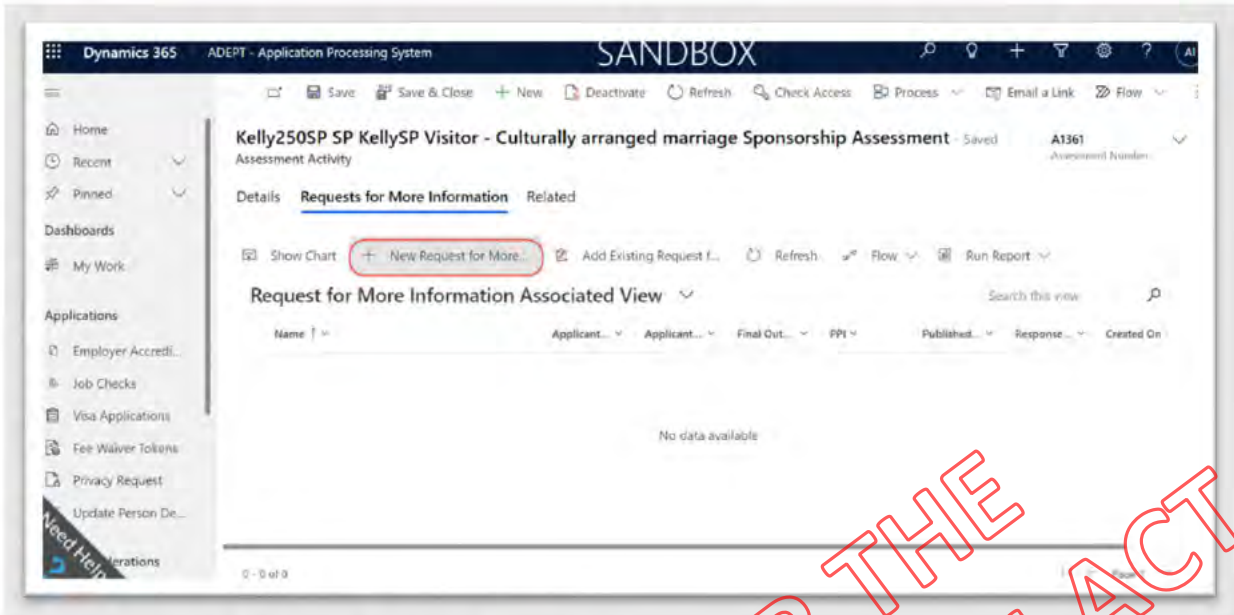 Dynamics 365 ADEPT - Application Processing System SANDBOX ? AI
Save Save & Close + New Deactivate Refresh Check Access Process Email a Link Flow
Home
Recent
Pinned
Dashboards
My Work
Applications
Employer Accredi...
Job Checks
Visa Applications
Fee Waiver Tokens
Privacy Request
Update Person De...
erations
Need Help
Kelly250SP SP KellySP Visitor - Culturally arranged marriage Sponsorship Assessment - Saved A1361
Assessment Activity Assessment Number
Details Requests for More Information Related
Show Chart + New Request for More... Add Existing Request f... Refresh Flow Run Report
Request for More Information Associated View Search this view
Name ↑ Applicant... Applicant... Final Out... PPI Published... Response... Created On
No data available
0 - 0 of 0 Page
THE
ACT